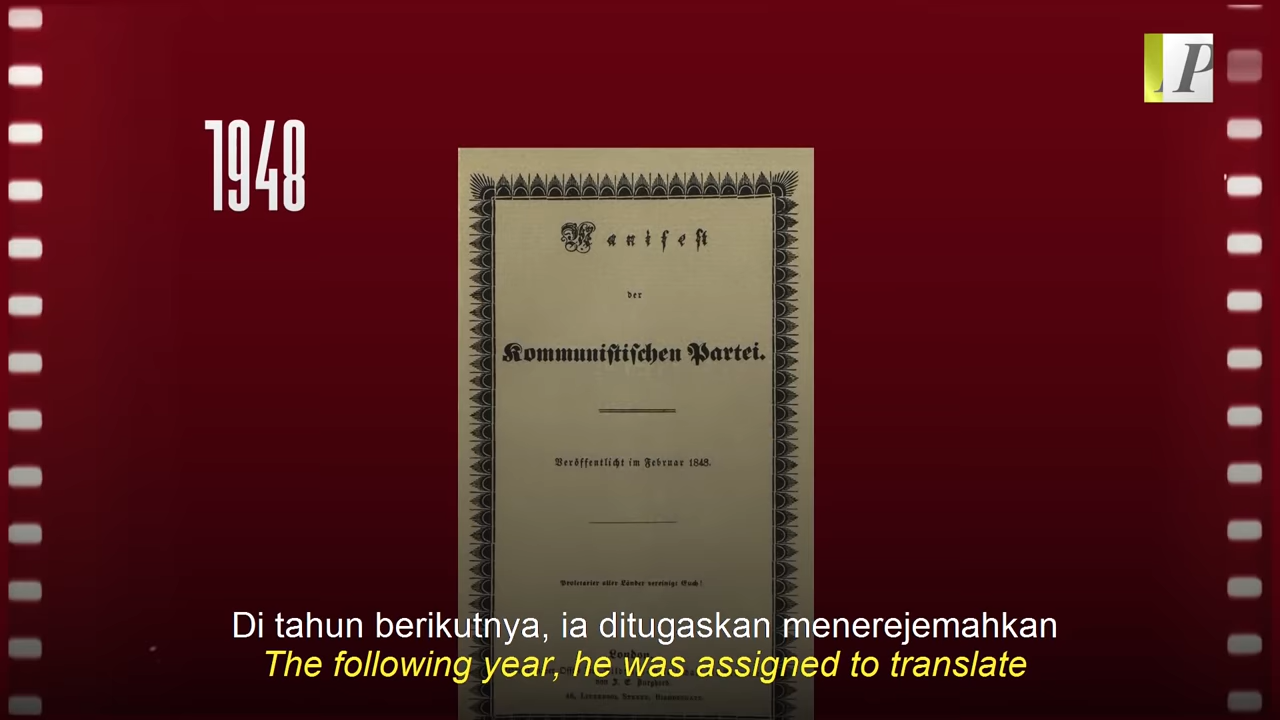 1948
P
Manifest
der
Kommunistischen Partei.
Veröffentlicht im Februar 1848.
Proletarier aller Länder vereinigt Euch!
Di tahun berikutnya, ia ditugaskan menerejemahkan
The following year, he was assigned to translate
London.